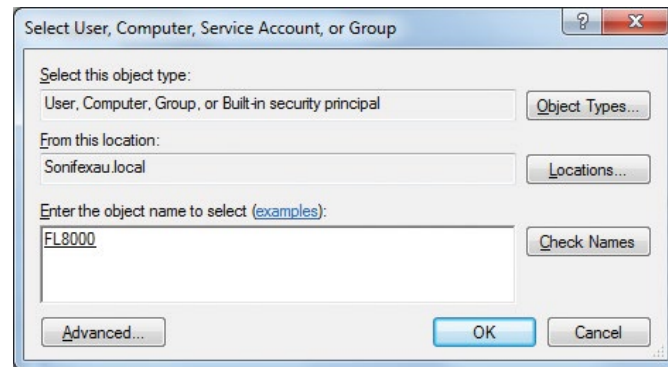 Select User, Computer, Service Account, or Group
Select this object type:
User, Computer, Group, or Built-in security principal
Object Types...
From this location:
Sonifexau.local
Locations...
Enter the object name to select (examples):
FL8000
Check Names
Advanced...
OK
Cancel